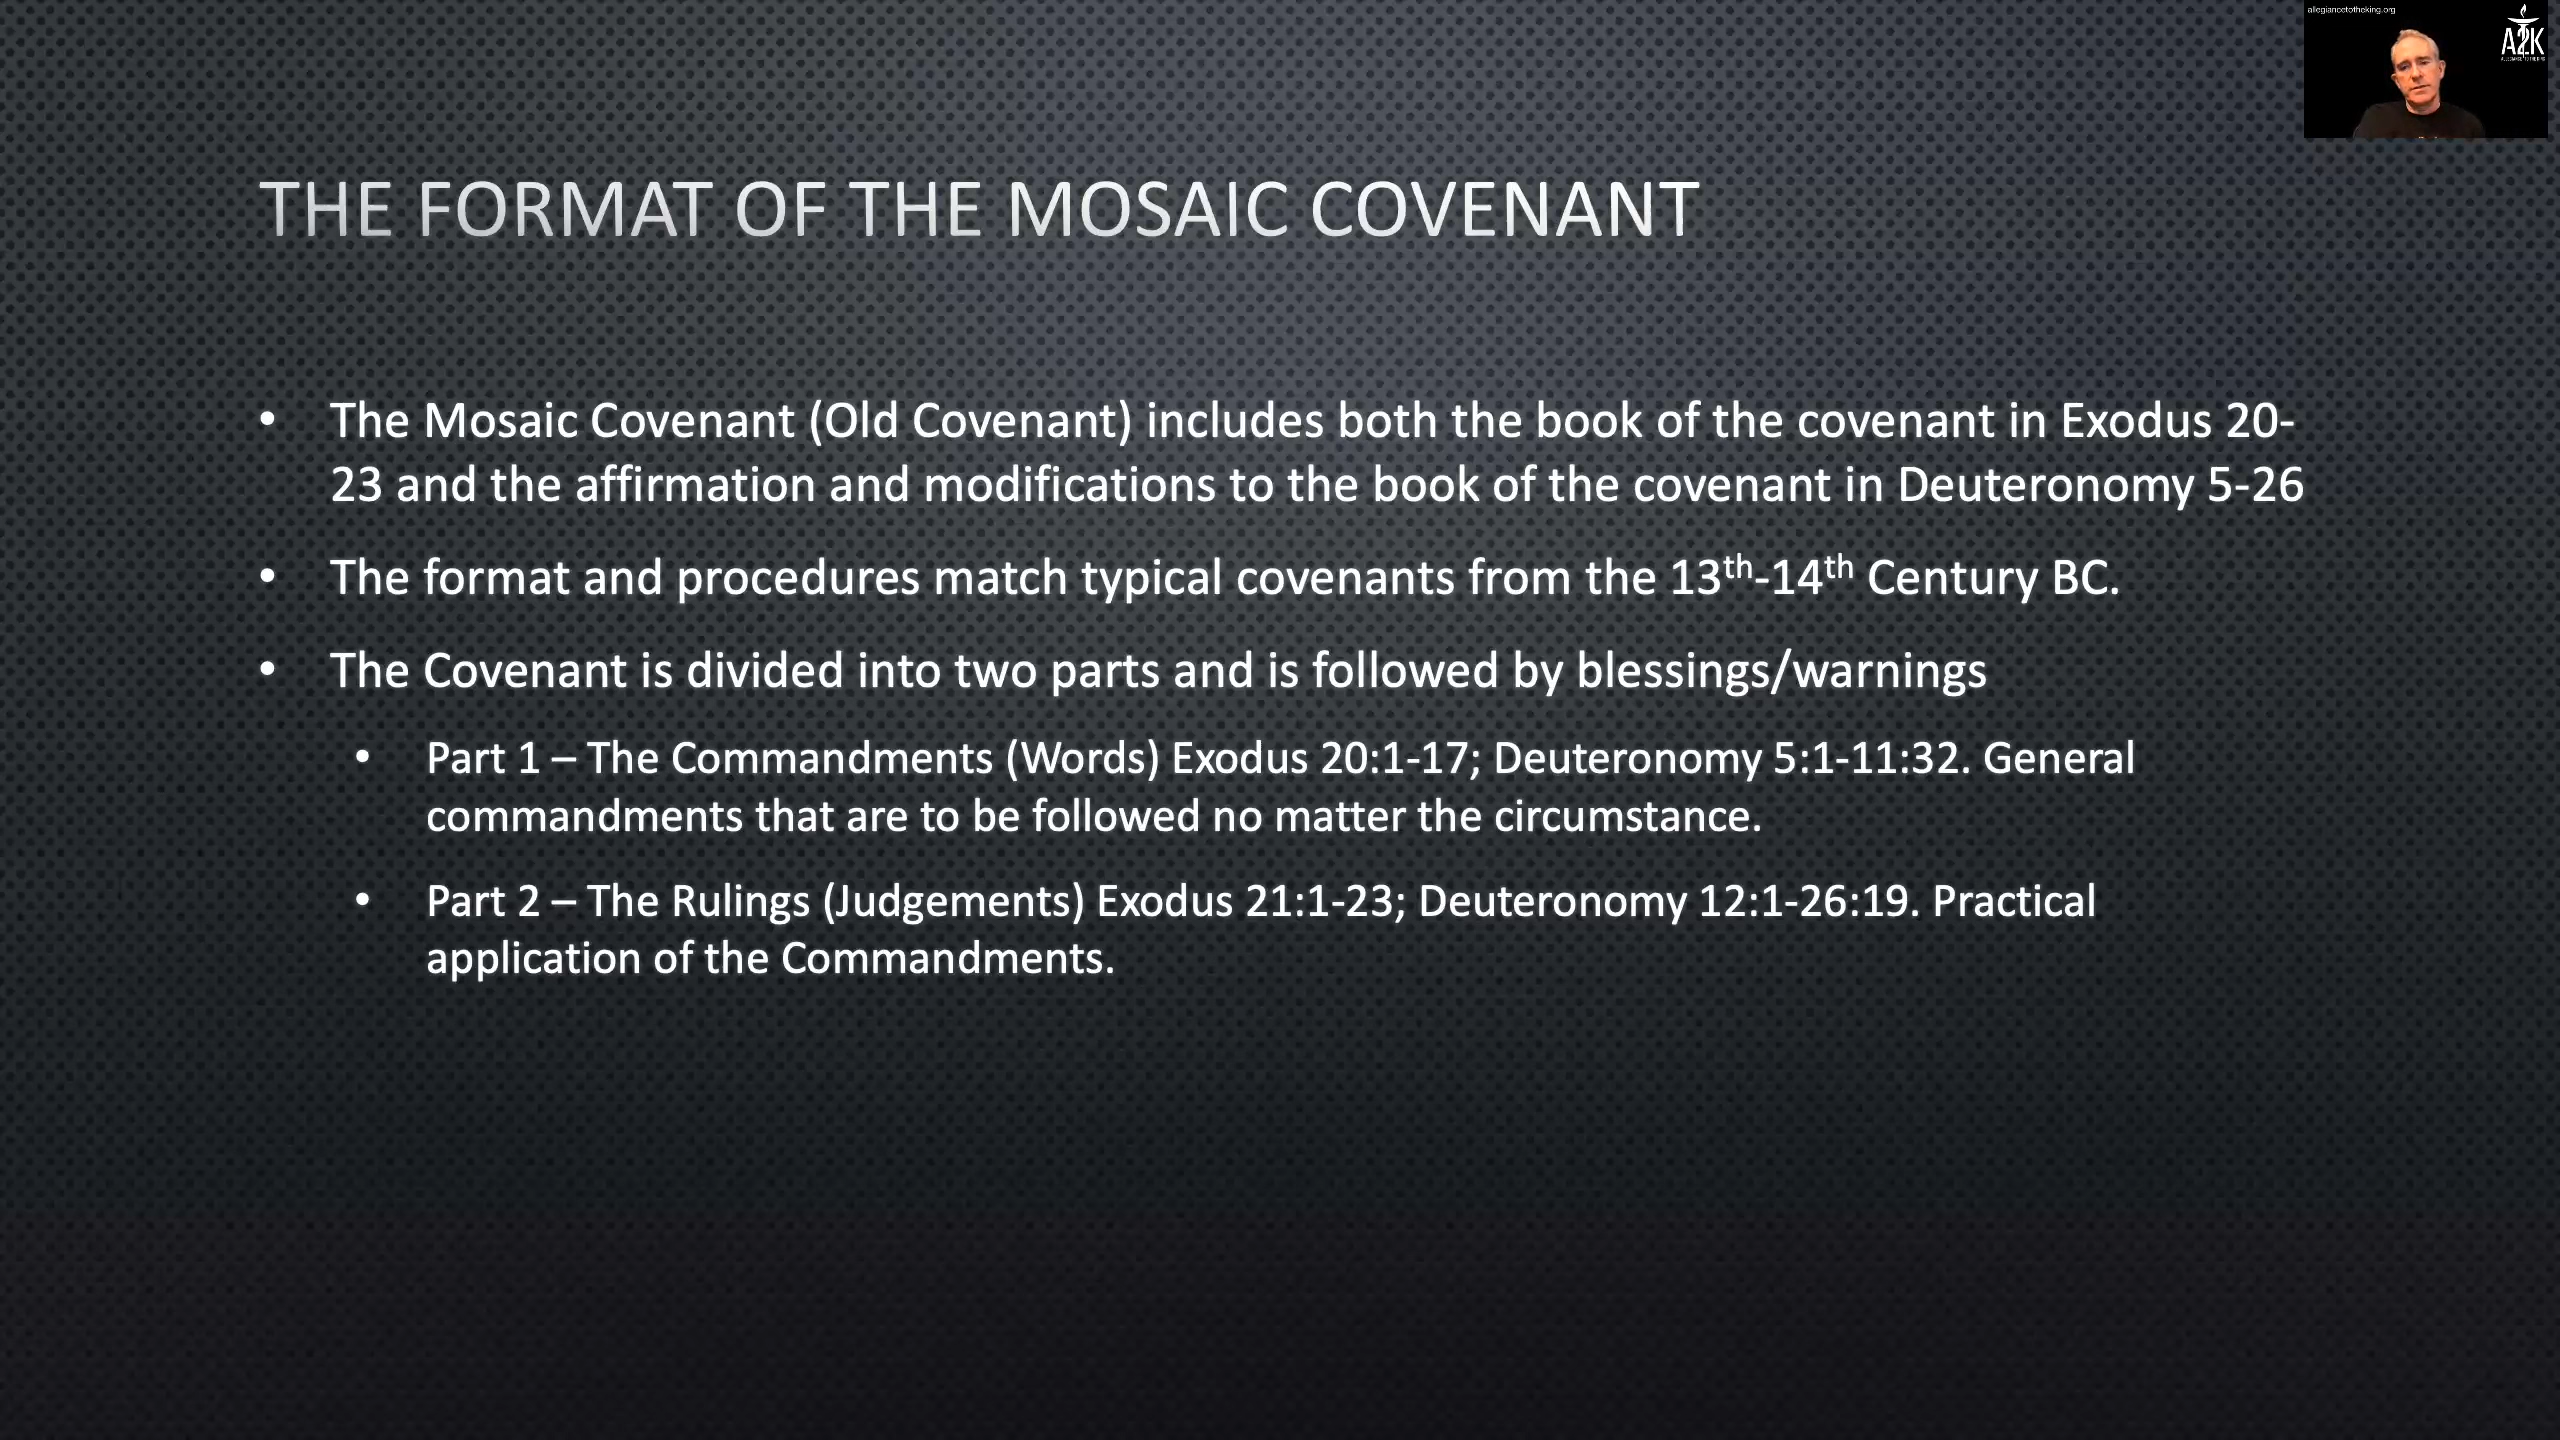 allegiancetotheking.org
A2K
THE FORMAT OF THE MOSAIC COVENANT
• The Mosaic Covenant (Old Covenant) includes both the book of the covenant in Exodus 20-
23 and the affirmation and modifications to the book of the covenant in Deuteronomy 5-26
• The format and procedures match typical covenants from the 13th-14th Century BC.
• The Covenant is divided into two parts and is followed by blessings/warnings
• Part 1 – The Commandments (Words) Exodus 20:1-17; Deuteronomy 5:1-11:32. General
commandments that are to be followed no matter the circumstance.
• Part 2 – The Rulings (Judgements) Exodus 21:1-23; Deuteronomy 12:1-26:19. Practical
application of the Commandments.